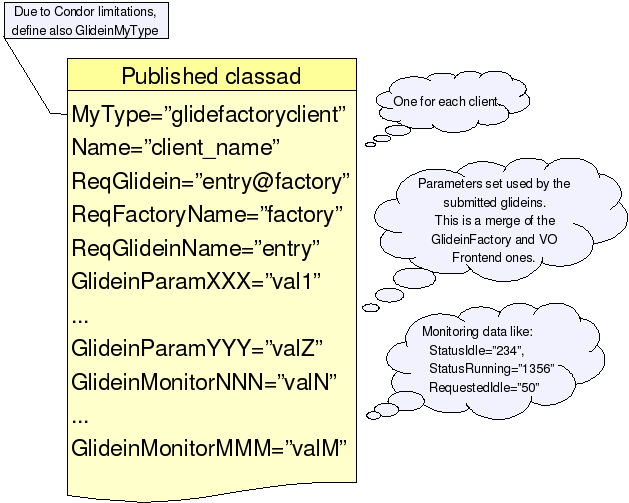 Due to Condor limitations,
define also GlideinMyType
Published classad
MyType=”glidefactoryclient”
Name=”client_name”
ReqGlidein=”entry@factory”
ReqFactoryName=”factory”
ReqGlideinName=”entry”
GlideinParamXXX=”val1”
...
GlideinParamYYY=”valZ”
GlideinMonitorNNN=”valN”
...
GlideinMonitorMMM=”valM”
One for each client.
Parameters set used by the
submitted glideins.
This is a merge of the
GlideinFactory and VO
Frontend ones.
Monitoring data like:
StatusIdle=”234”,
StatusRunning=”1356”
RequestedIdle=”50”